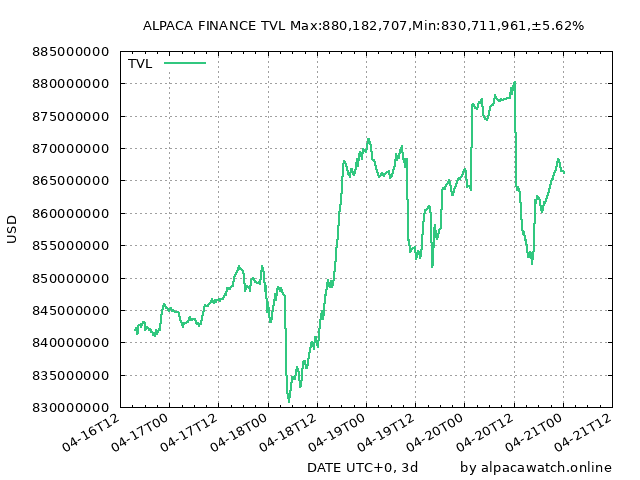 ALPACA FINANCE TVL Max:880,182,707,Min:830,711,961,±5.62%
885000000
TVL
880000000
875000000
870000000
865000000
860000000
USD
855000000
850000000
845000000
840000000
835000000
830000000
04-16T12
04-17T00
04-17T12
04-18T00
04-18T12
04-19T00
04-19T12
04-20T00
04-20T12
04-21T00
04-21T12
DATE UTC+0, 3d
by alpacawatch.online